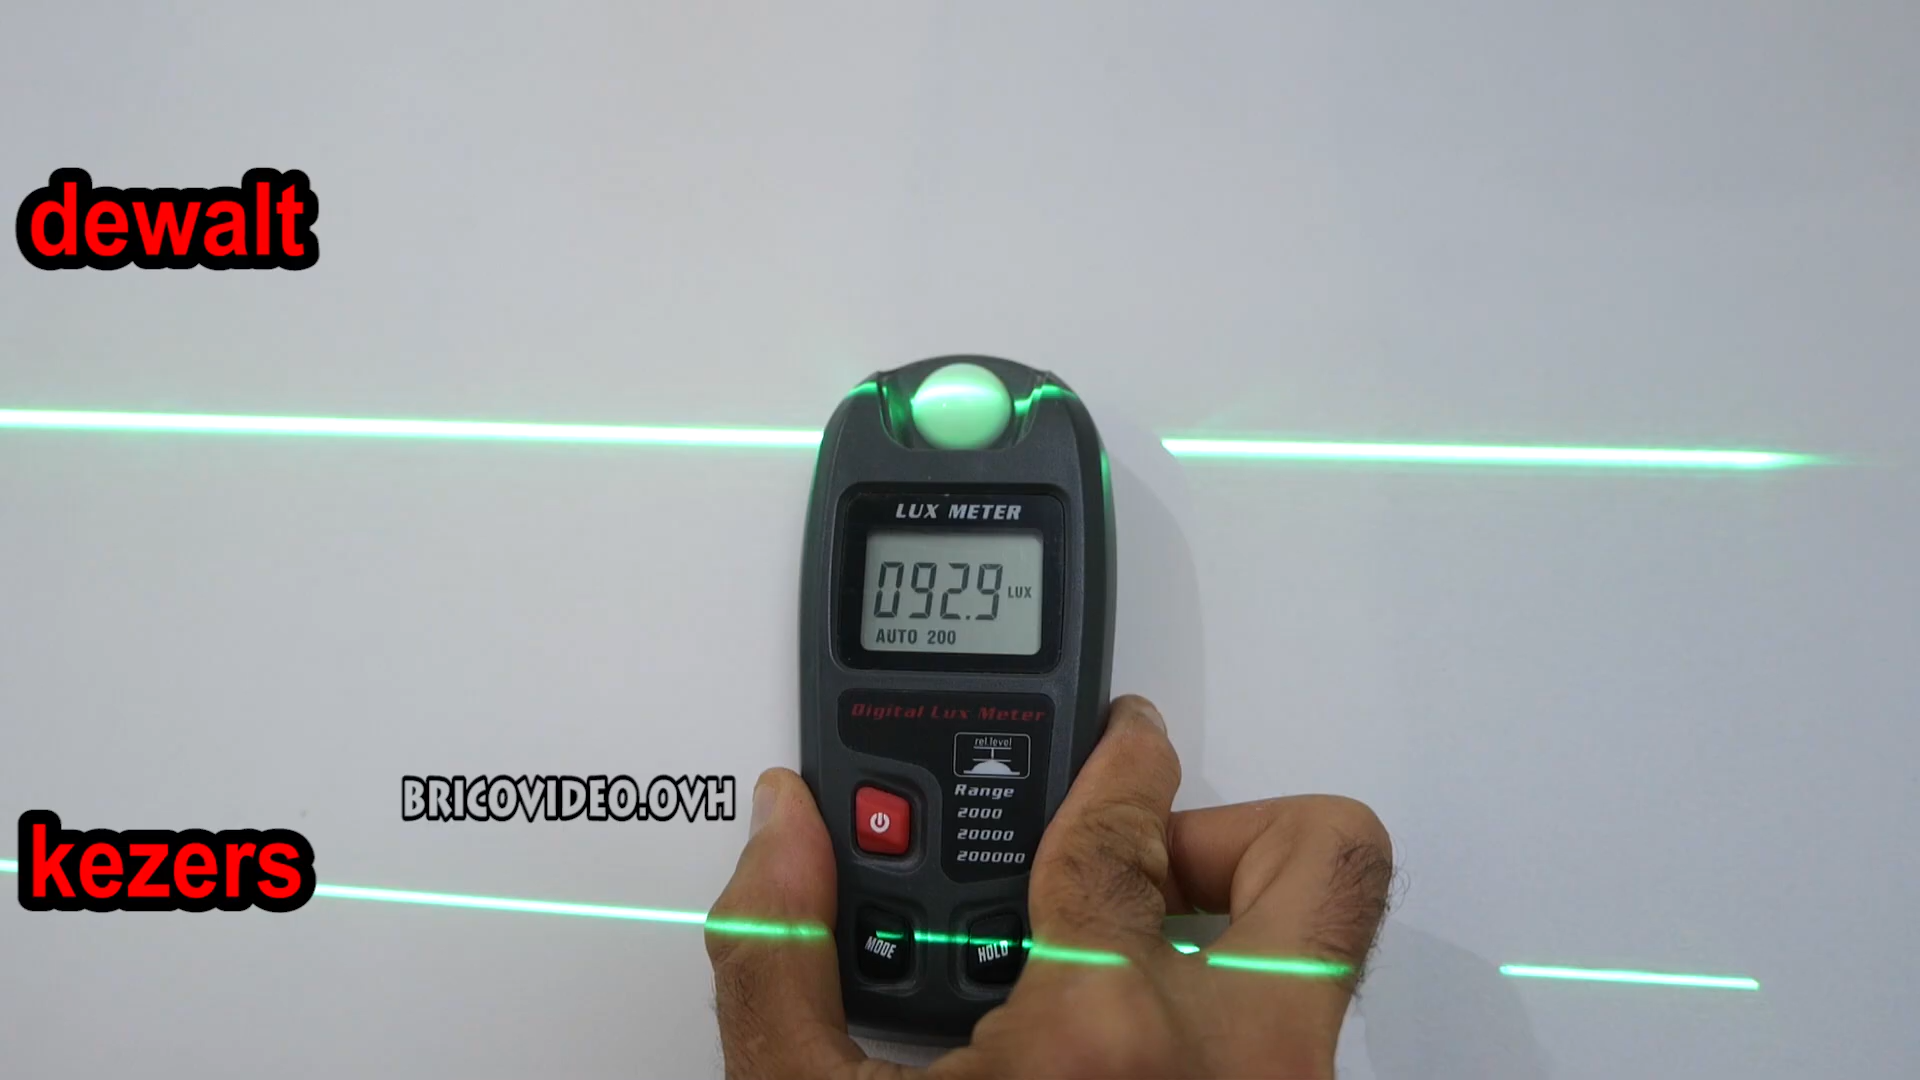 dewalt
LUX METER
092.9 LUX
AUTO 200
Digital Lux Meter
rel.level
Range
2000
20000
200000
BRICOVIDEO.OVH
kezers
MODE
HOLD